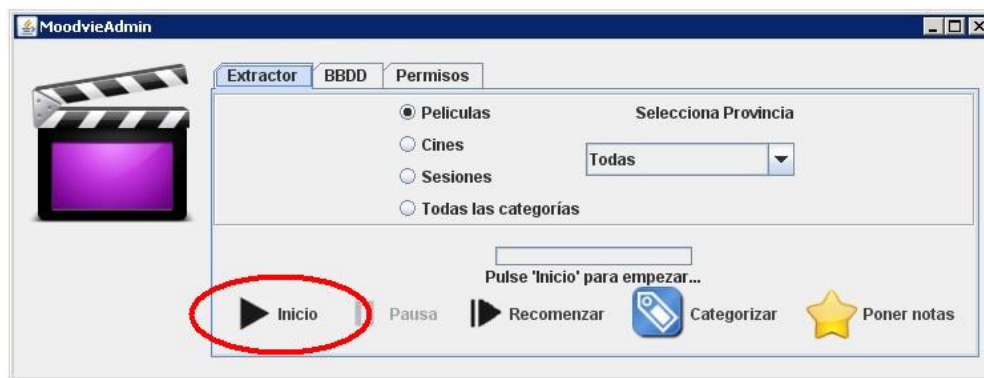 MoodvieAdmin
Extractor BBDD Permisos
Peliculas Selecciona Provincia
Cines
Todas
Sesiones
Todas las categorías
Pulse 'Inicio' para empezar...
Inicio Pausa Recomenzar Categorizar Poner notas